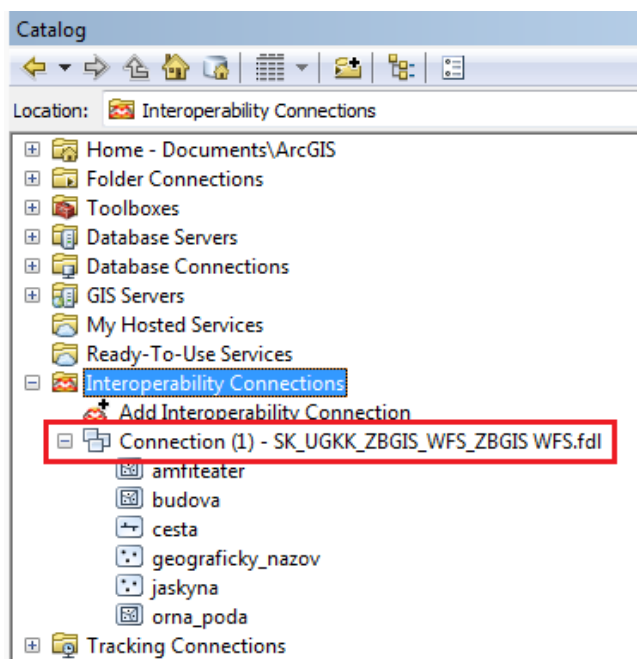 Catalog
Location: Interoperability Connections
Home - Documents\ArcGIS
Folder Connections
Toolboxes
Database Servers
Database Connections
GIS Servers
My Hosted Services
Ready-To-Use Services
Interoperability Connections
Add Interoperability Connection
Connection (1) - SK_UGKK_ZBGIS_WFS_ZBGIS WFS.fdl
amfiteater
budova
cesta
geograficky_nazov
jaskyna
orna_poda
Tracking Connections